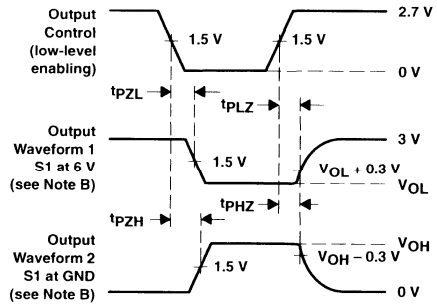 Output
Control
(low-level
enabling)
1.5 V
1.5 V
2.7 V
0 V
tPZL
tPLZ
Output
Waveform 1
S1 at 6 V
(see Note B)
1.5 V
3 V
VOL + 0.3 V
VOL
tPZH
tPHZ
Output
Waveform 2
S1 at GND
(see Note B)
1.5 V
VOH
VOH – 0.3 V
0 V